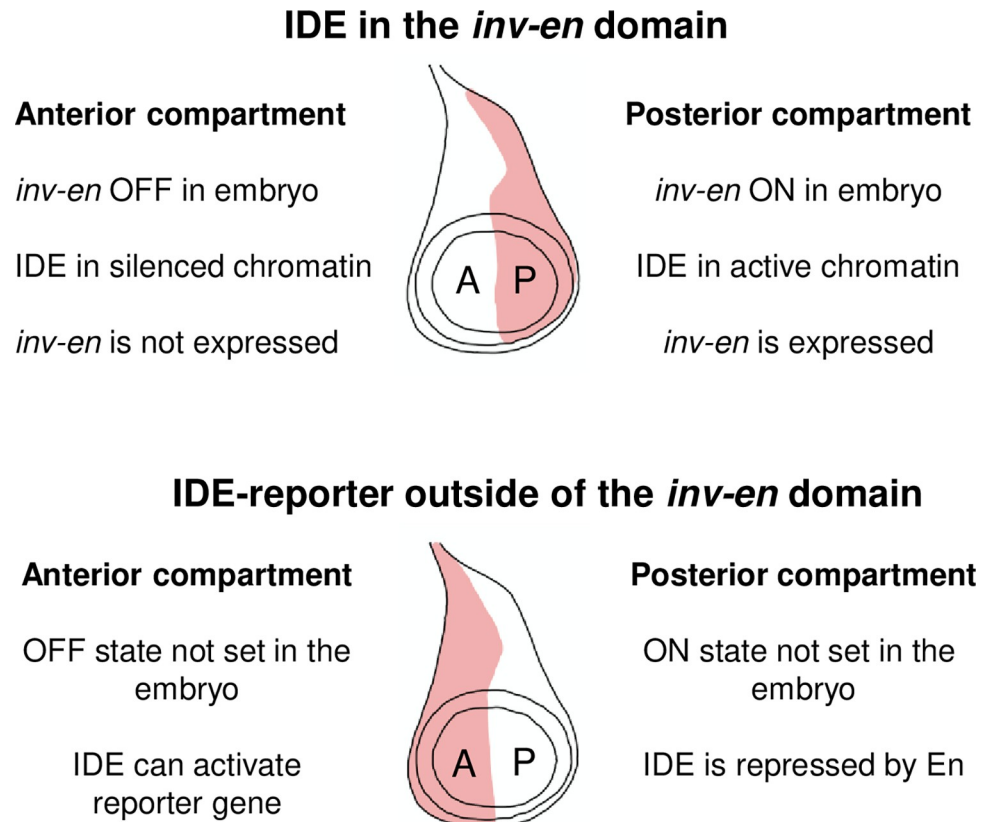 IDE in the inv-en domain
Anterior compartment
inv-en OFF in embryo
IDE in silenced chromatin
inv-en is not expressed
A P
Posterior compartment
inv-en ON in embryo
IDE in active chromatin
inv-en is expressed
IDE-reporter outside of the inv-en domain
Anterior compartment
OFF state not set in the
embryo
IDE can activate
reporter gene
A P
Posterior compartment
ON state not set in the
embryo
IDE is repressed by En